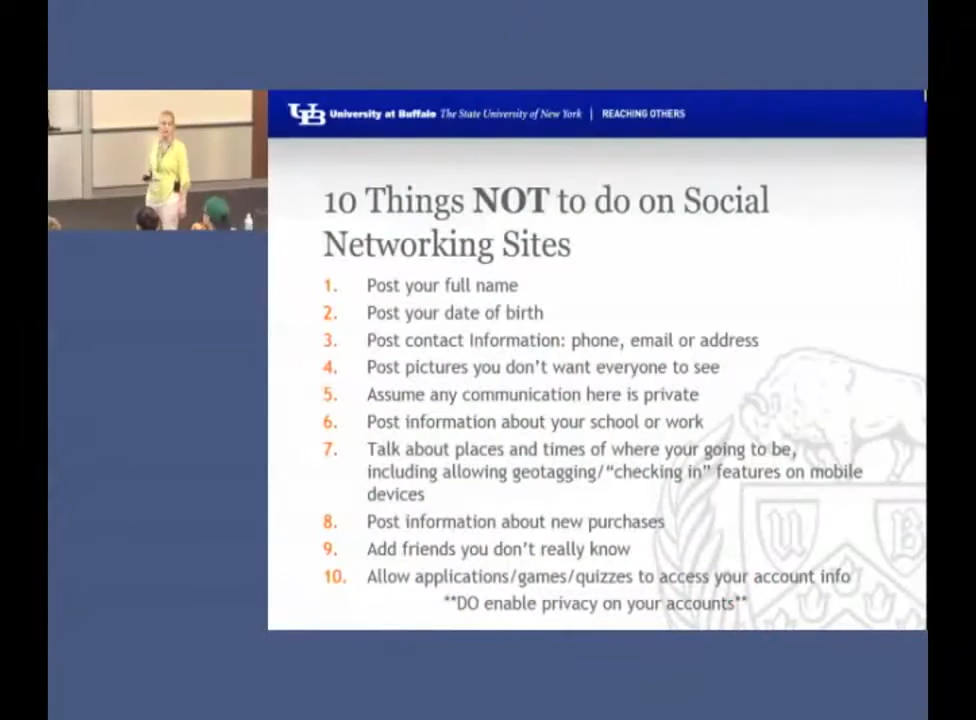 UB University at Buffalo The State University of New York | REACHING OTHERS
10 Things NOT to do on Social
Networking Sites
1. Post your full name
2. Post your date of birth
3. Post contact Information: phone, email or address
4. Post pictures you don't want everyone to see
5. Assume any communication here is private
6. Post information about your school or work
7. Talk about places and times of where your going to be,
including allowing geotagging/"checking in" features on mobile
devices
8. Post information about new purchases
9. Add friends you don't really know
10. Allow applications/games/quizzes to access your account info
**DO enable privacy on your accounts**
U B